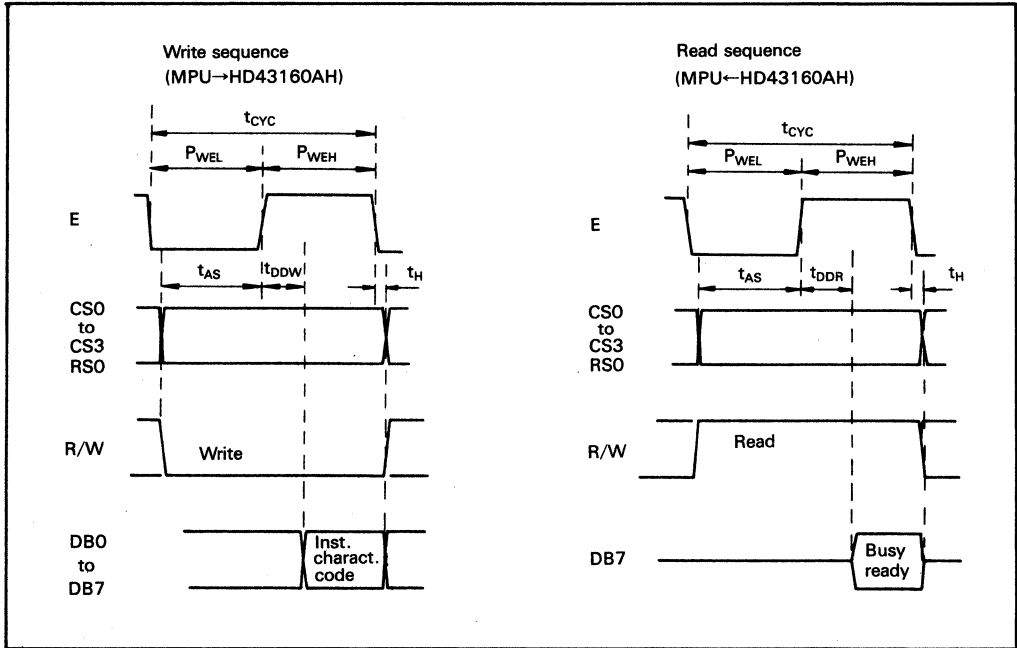 Write sequence
(MPU→HD43160AH)
tCYC
PWEL PWEH
E
tAS tDDW tH
CS0
to
CS3
RS0
R/W Write
DB0
to
DB7
Inst.
charact.
code
Read sequence
(MPU←HD43160AH)
tCYC
PWEL PWEH
E
tAS tDDR tH
CS0
to
CS3
RS0
R/W Read
DB7
Busy
ready